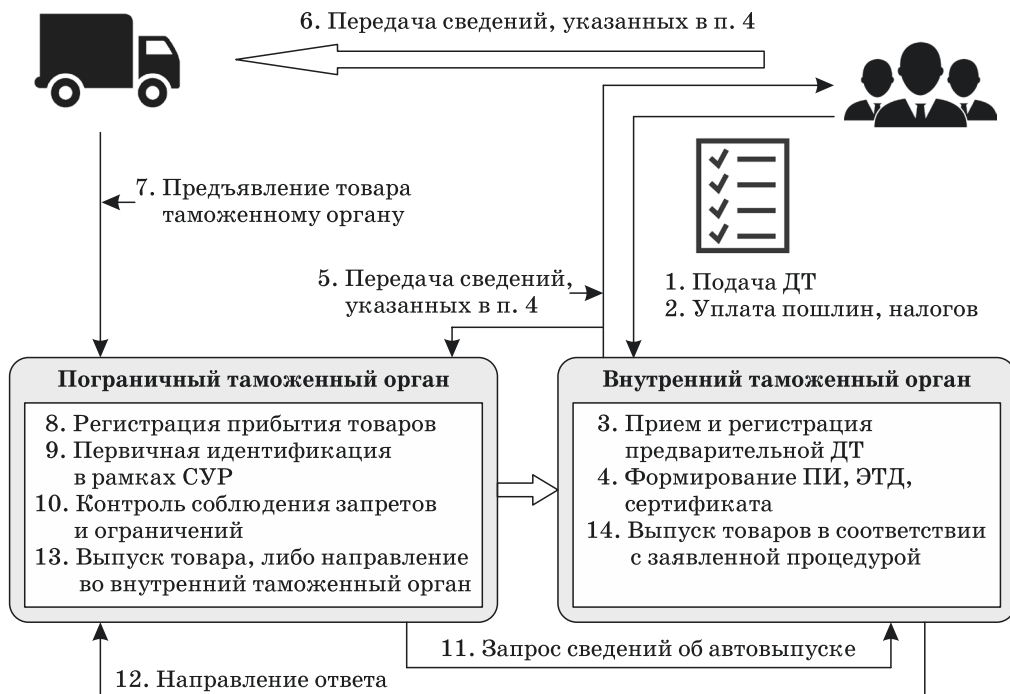 6. Передача сведений, указанных в п. 4
7. Предъявление товара
таможенному органу
5. Передача сведений,
указанных в п. 4
1. Подача ДТ
2. Уплата пошлин, налогов
Пограничный таможенный орган
8. Регистрация прибытия товаров
9. Первичная идентификация
в рамках СУР
10. Контроль соблюдения запретов
и ограничений
13. Выпуск товара, либо направление
во внутренний таможенный орган
Внутренний таможенный орган
3. Прием и регистрация
предварительной ДТ
4. Формирование ПИ, ЭТД,
сертификата
14. Выпуск товаров в соответствии
с заявленной процедурой
11. Запрос сведений об автовыпуске
12. Направление ответа